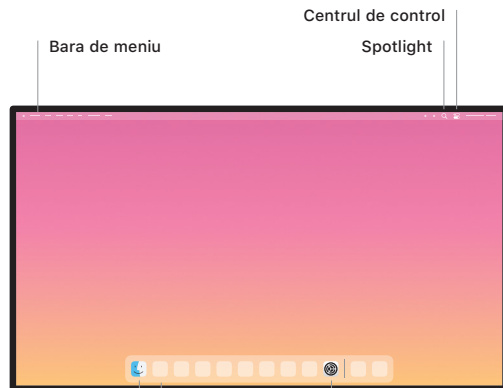 Centrul de control
Bara de meniu
Spotlight